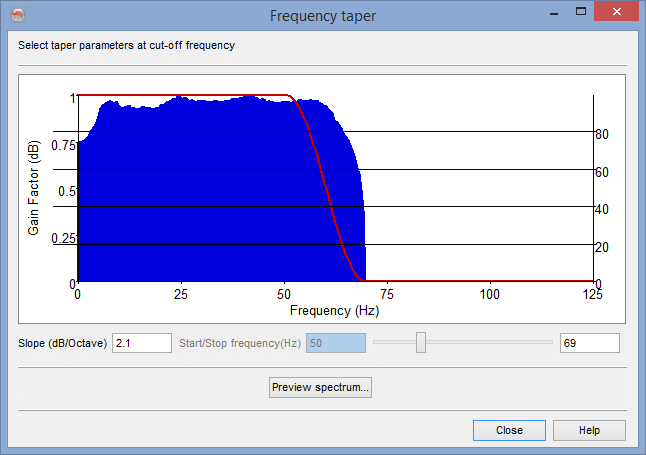 Frequency taper
Select taper parameters at cut-off frequency
Gain Factor (dB)
1
0.75
0.5
0.25
0
80
60
40
20
0
0 25 50 75 100 125
Frequency (Hz)
Slope (dB/Octave) 2.1 Start/Stop frequency(Hz) 50 69
Preview spectrum...
Close Help